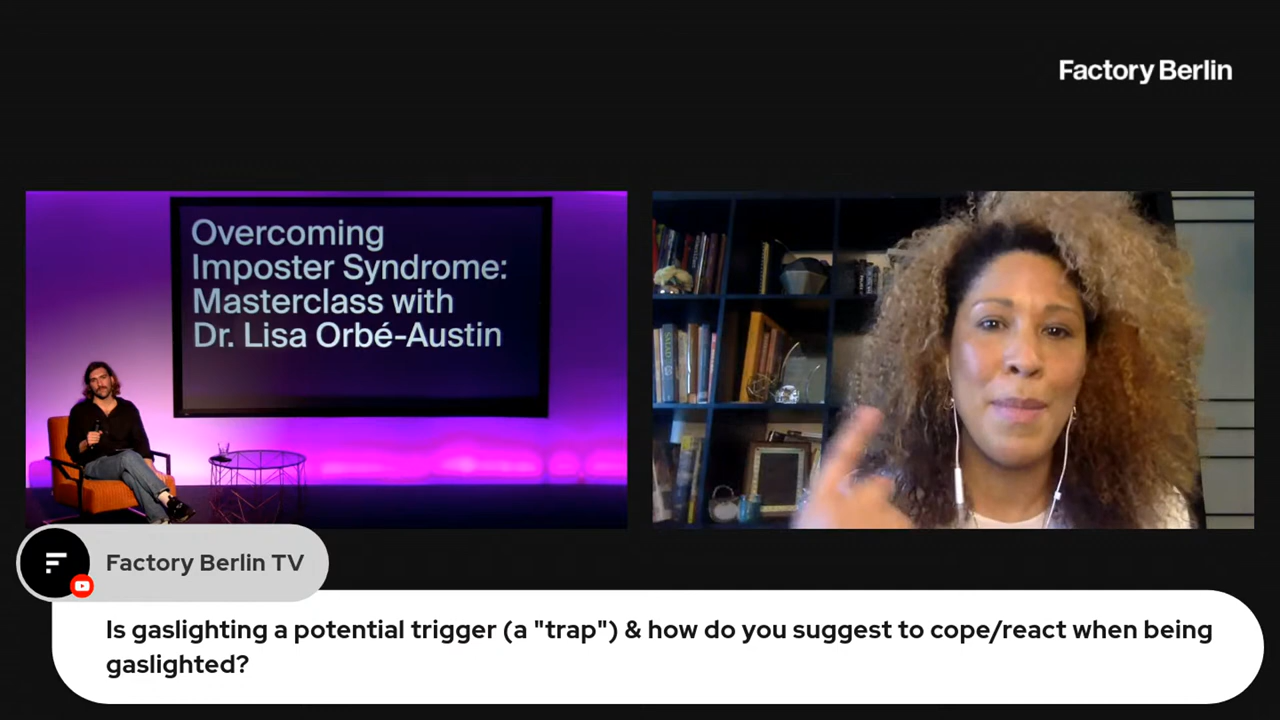 Factory Berlin
Overcoming
Imposter Syndrome:
Masterclass with
Dr. Lisa Orbé-Austin
SALAD
Factory Berlin TV
Is gaslighting a potential trigger (a "trap") & how do you suggest to cope/react when being
gaslighted?